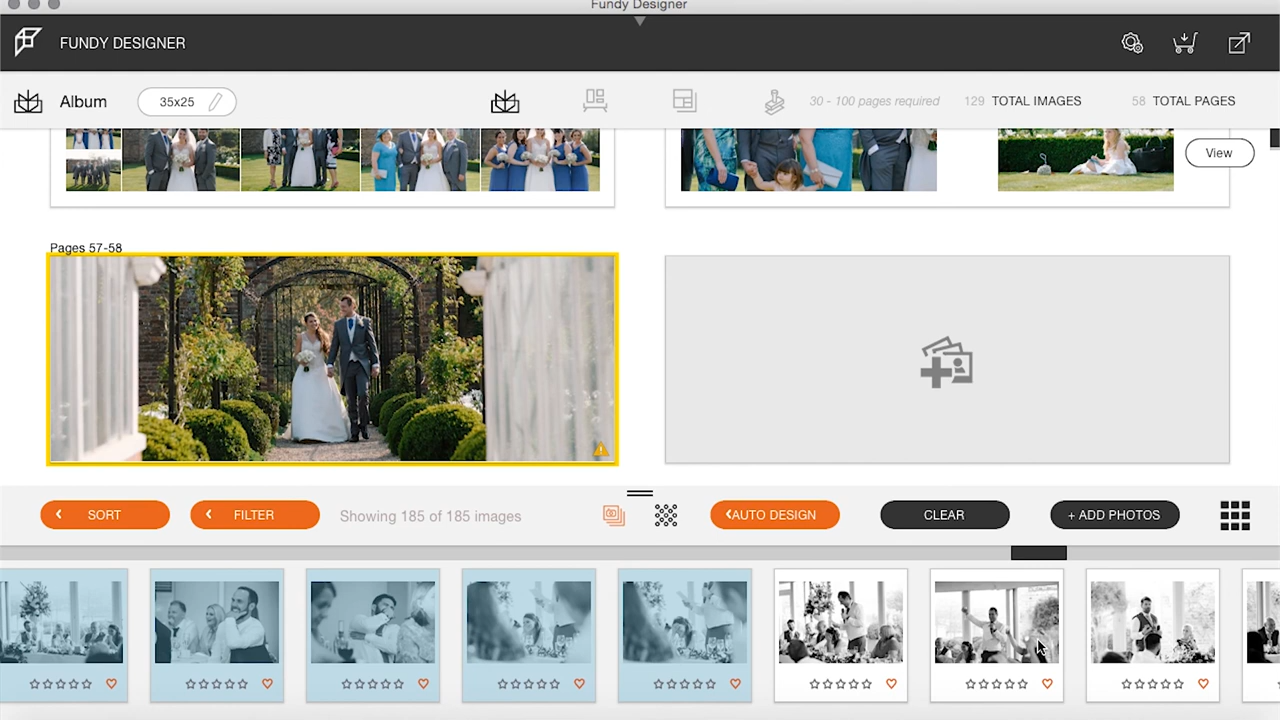 Fundy Designer
FUNDY DESIGNER
Album 35x25 30 - 100 pages required 129 TOTAL IMAGES 58 TOTAL PAGES
View
Pages 57-58
SORT FILTER Showing 185 of 185 images AUTO DESIGN CLEAR + ADD PHOTOS